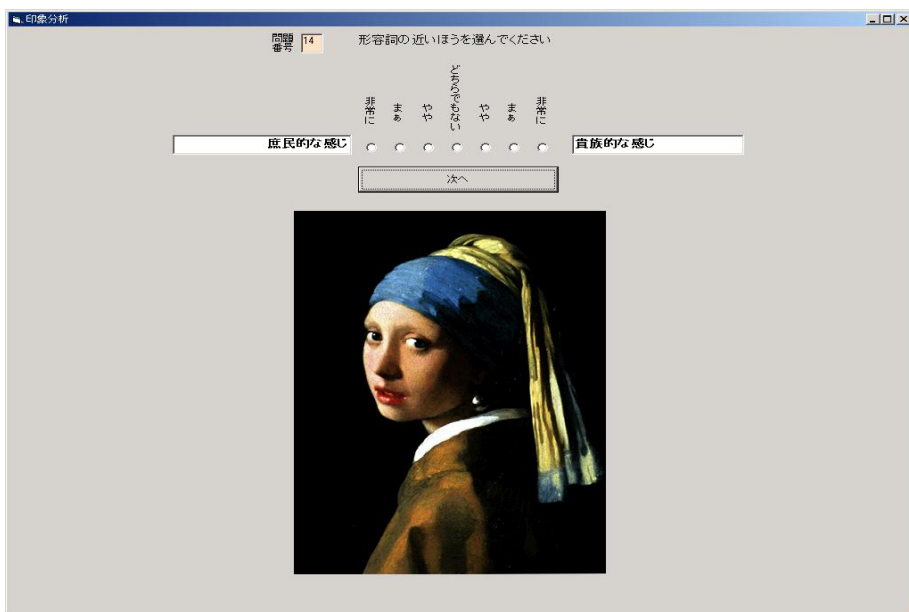 印象分析
問題
番号
14
形容詞の近いほうを選んでください
非常に
まぁ
やや
どちらでもない
やや
まぁ
非常に
庶民的な感じ
貴族的な感じ
次へ